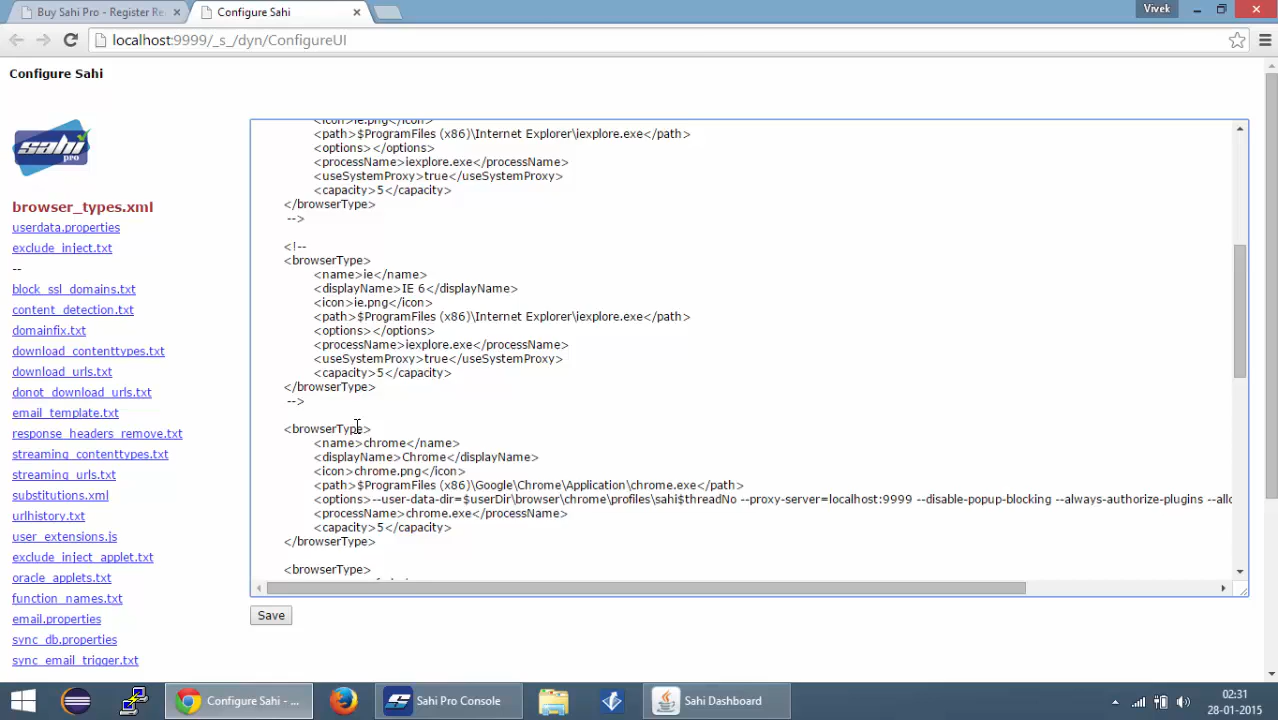 Buy Sahi Pro - Register Re
Configure Sahi
Vivek
localhost:9999/_s_/dyn/ConfigureUI
Configure Sahi
sahi
pro
browser_types.xml
userdata.properties
exclude_inject.txt
--
block_ssl_domains.txt
content_detection.txt
domainfix.txt
download_contenttypes.txt
download_urls.txt
donot_download_urls.txt
email_template.txt
response_headers_remove.txt
streaming_contenttypes.txt
streaming_urls.txt
substitutions.xml
urlhistory.txt
user_extensions.js
exclude_inject_applet.txt
oracle_applets.txt
function_names.txt
email.properties
sync_db.properties
sync_email_trigger.txt
<icon>ie.png</icon>
<path>$ProgramFiles (x86)\Internet Explorer\iexplore.exe</path>
<options></options>
<processName>iexplore.exe</processName>
<useSystemProxy>true</useSystemProxy>
<capacity>5</capacity>
</browserType>
-->
<!--
<browserType>
<name>ie</name>
<displayName>IE 6</displayName>
<icon>ie.png</icon>
<path>$ProgramFiles (x86)\Internet Explorer\iexplore.exe</path>
<options></options>
<processName>iexplore.exe</processName>
<useSystemProxy>true</useSystemProxy>
<capacity>5</capacity>
</browserType>
-->
<browserType>
<name>chrome</name>
<displayName>Chrome</displayName>
<icon>chrome.png</icon>
<path>$ProgramFiles (x86)\Google\Chrome\Application\chrome.exe</path>
<options>--user-data-dir=$userDir\browser\chrome\profiles\sahi$threadNo --proxy-server=localhost:9999 --disable-popup-blocking --always-authorize-plugins --allo
<processName>chrome.exe</processName>
<capacity>5</capacity>
</browserType>
<browserType>
Save
Configure Sahi - ...
Sahi Pro Console
Sahi Dashboard
02:31
28-01-2015